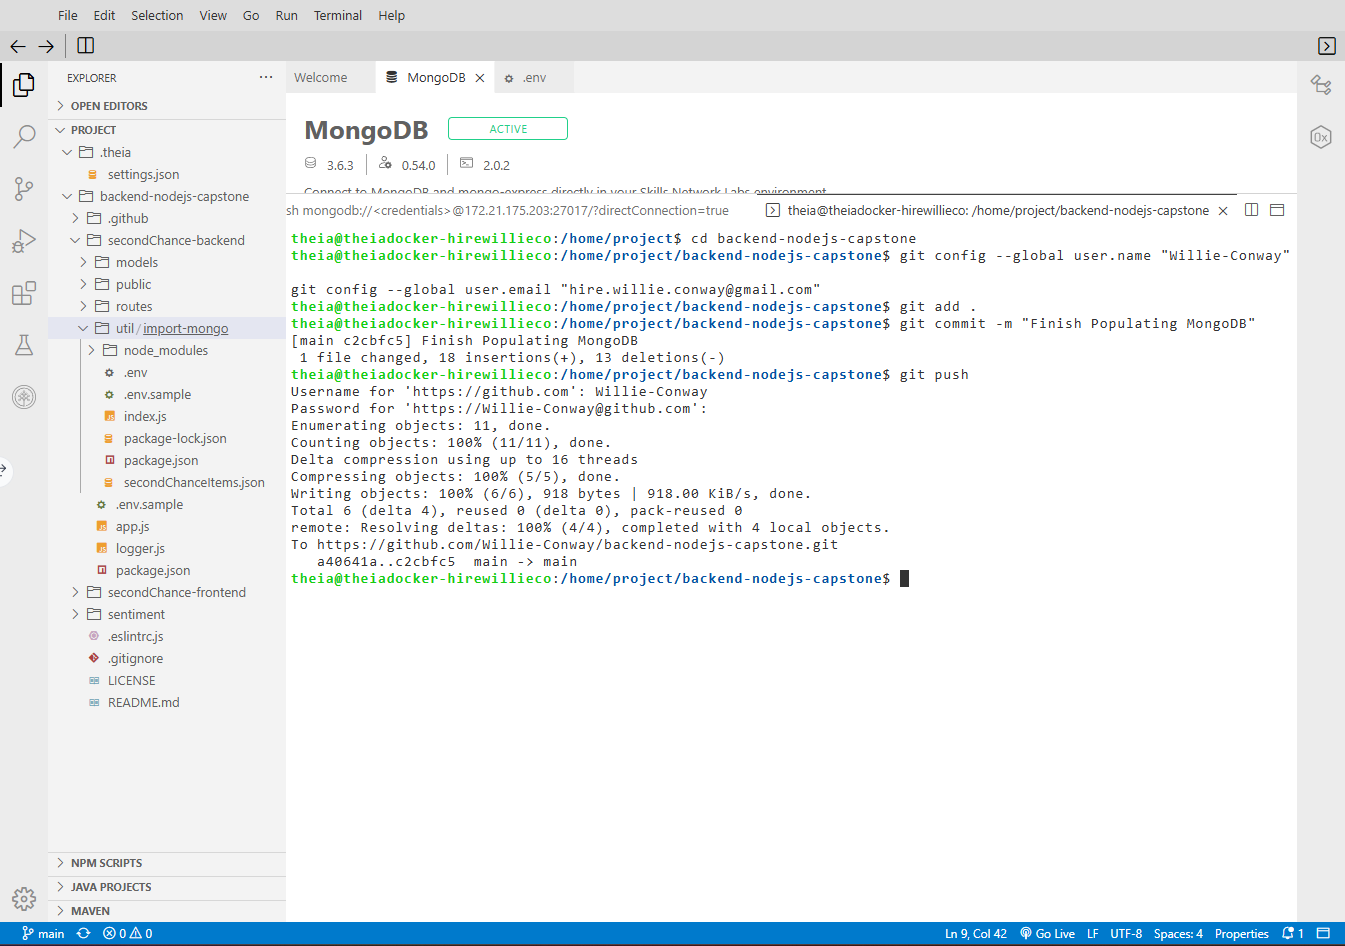 File Edit Selection View Go Run Terminal Help
EXPLORER
OPEN EDITORS
PROJECT
.theia
settings.json
backend-nodejs-capstone
.github
secondChance-backend
models
public
routes
util / import-mongo
node_modules
.env
.env.sample
index.js
package-lock.json
package.json
secondChanceItems.json
.env.sample
app.js
logger.js
package.json
secondChance-frontend
sentiment
.eslintrc.js
.gitignore
LICENSE
README.md
NPM SCRIPTS
JAVA PROJECTS
MAVEN
Welcome MongoDB .env
MongoDB ACTIVE
3.6.3 0.54.0 2.0.2
Connect to MongoDB and mongo-express directly in your Skills Network Labs environment
sh mongodb://<credentials>@172.21.175.203:27017/?directConnection=true theia@theiadocker-hirewillieco: /home/project/backend-nodejs-capstone
theia@theiadocker-hirewillieco:/home/project$ cd backend-nodejs-capstone
theia@theiadocker-hirewillieco:/home/project/backend-nodejs-capstone$ git config --global user.name "Willie-Conway"
git config --global user.email "hire.willie.conway@gmail.com"
theia@theiadocker-hirewillieco:/home/project/backend-nodejs-capstone$ git add .
theia@theiadocker-hirewillieco:/home/project/backend-nodejs-capstone$ git commit -m "Finish Populating MongoDB"
[main c2cbfc5] Finish Populating MongoDB
1 file changed, 18 insertions(+), 13 deletions(-)
theia@theiadocker-hirewillieco:/home/project/backend-nodejs-capstone$ git push
Username for 'https://github.com': Willie-Conway
Password for 'https://Willie-Conway@github.com':
Enumerating objects: 11, done.
Counting objects: 100% (11/11), done.
Delta compression using up to 16 threads
Compressing objects: 100% (5/5), done.
Writing objects: 100% (6/6), 918 bytes | 918.00 KiB/s, done.
Total 6 (delta 4), reused 0 (delta 0), pack-reused 0
remote: Resolving deltas: 100% (4/4), completed with 4 local objects.
To https://github.com/Willie-Conway/backend-nodejs-capstone.git
a40641a..c2cbfc5 main -> main
theia@theiadocker-hirewillieco:/home/project/backend-nodejs-capstone$
main 0 0 Ln 9, Col 42 Go Live LF UTF-8 Spaces: 4 Properties 1